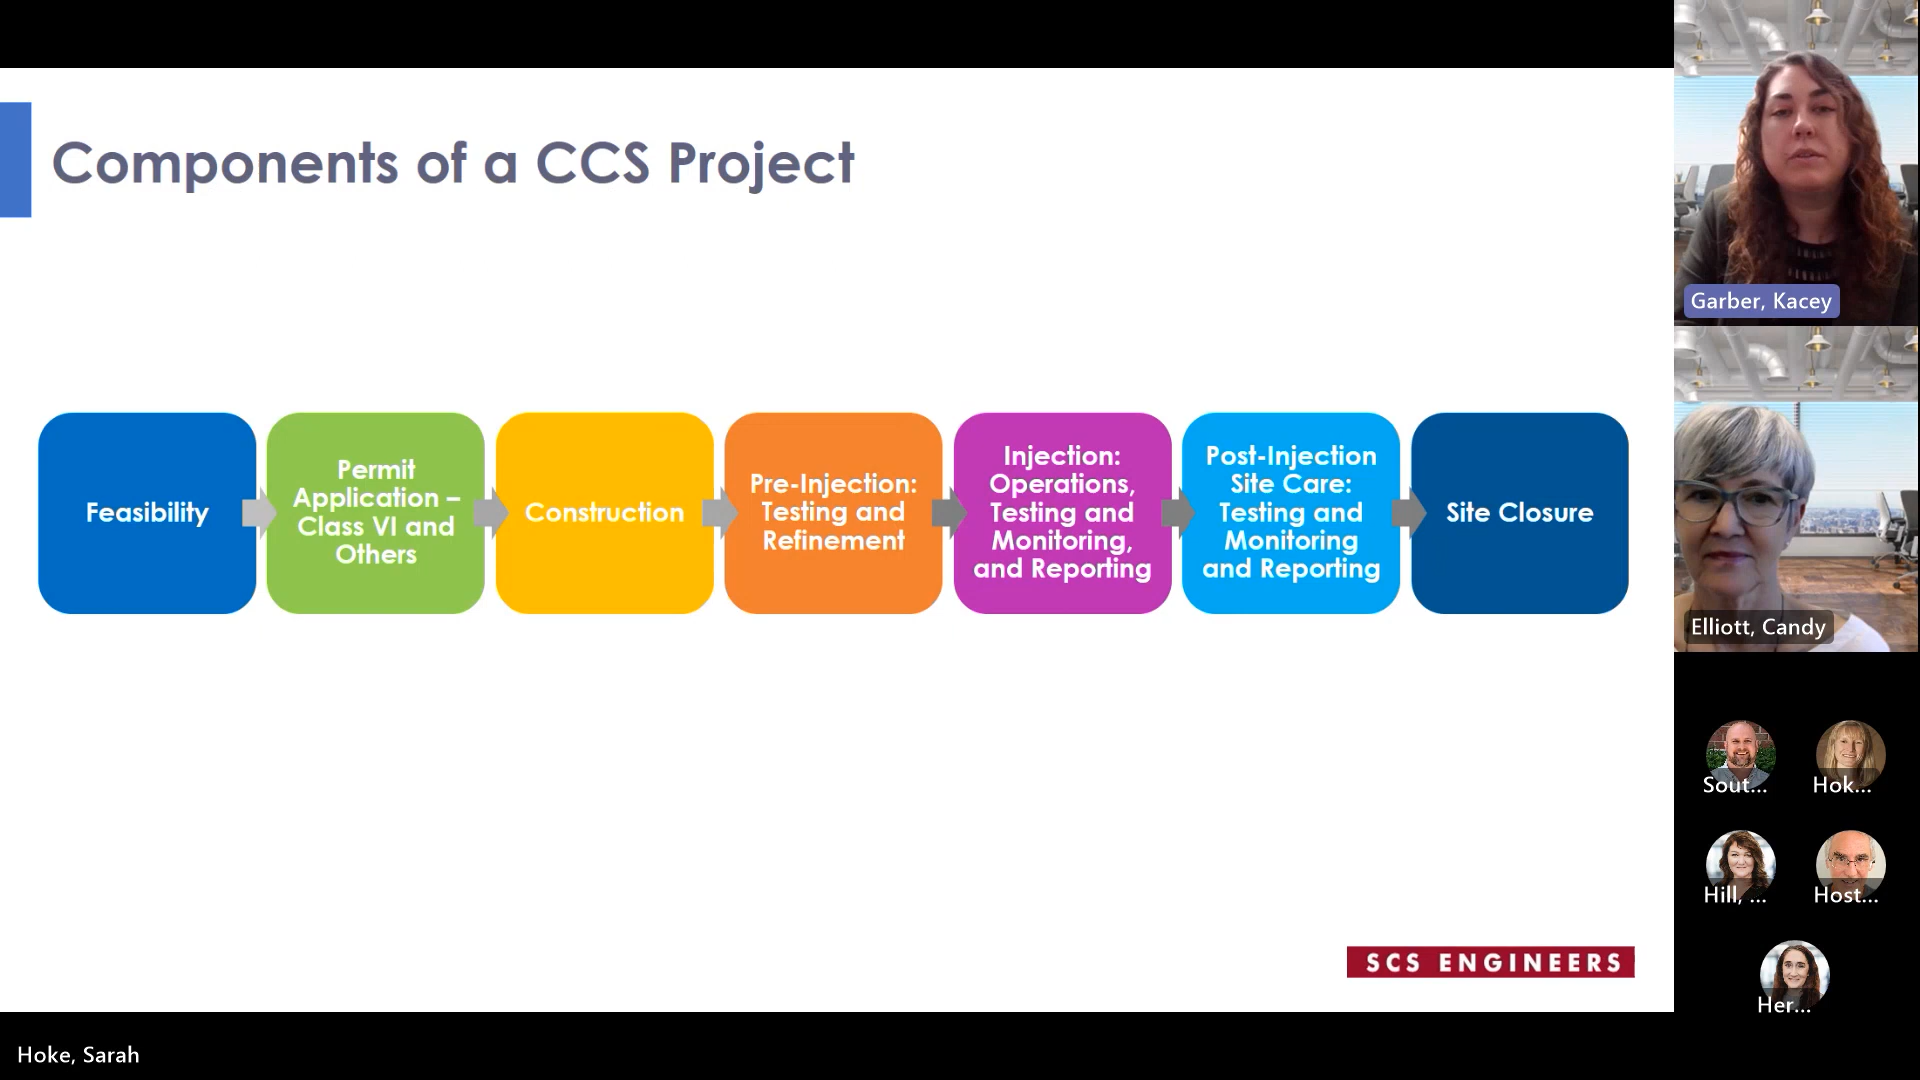 Components of a CCS Project
Feasibility
Permit
Application –
Class VI and
Others
Construction
Pre-Injection:
Testing and
Refinement
Injection:
Operations,
Testing and
Monitoring,
and Reporting
Post-Injection
Site Care:
Testing and
Monitoring
and Reporting
Site Closure
SCS ENGINEERS
Garber, Kacey
Elliott, Candy
Sout...
Hok...
Hill, ...
Host...
Her...
Hoke, Sarah